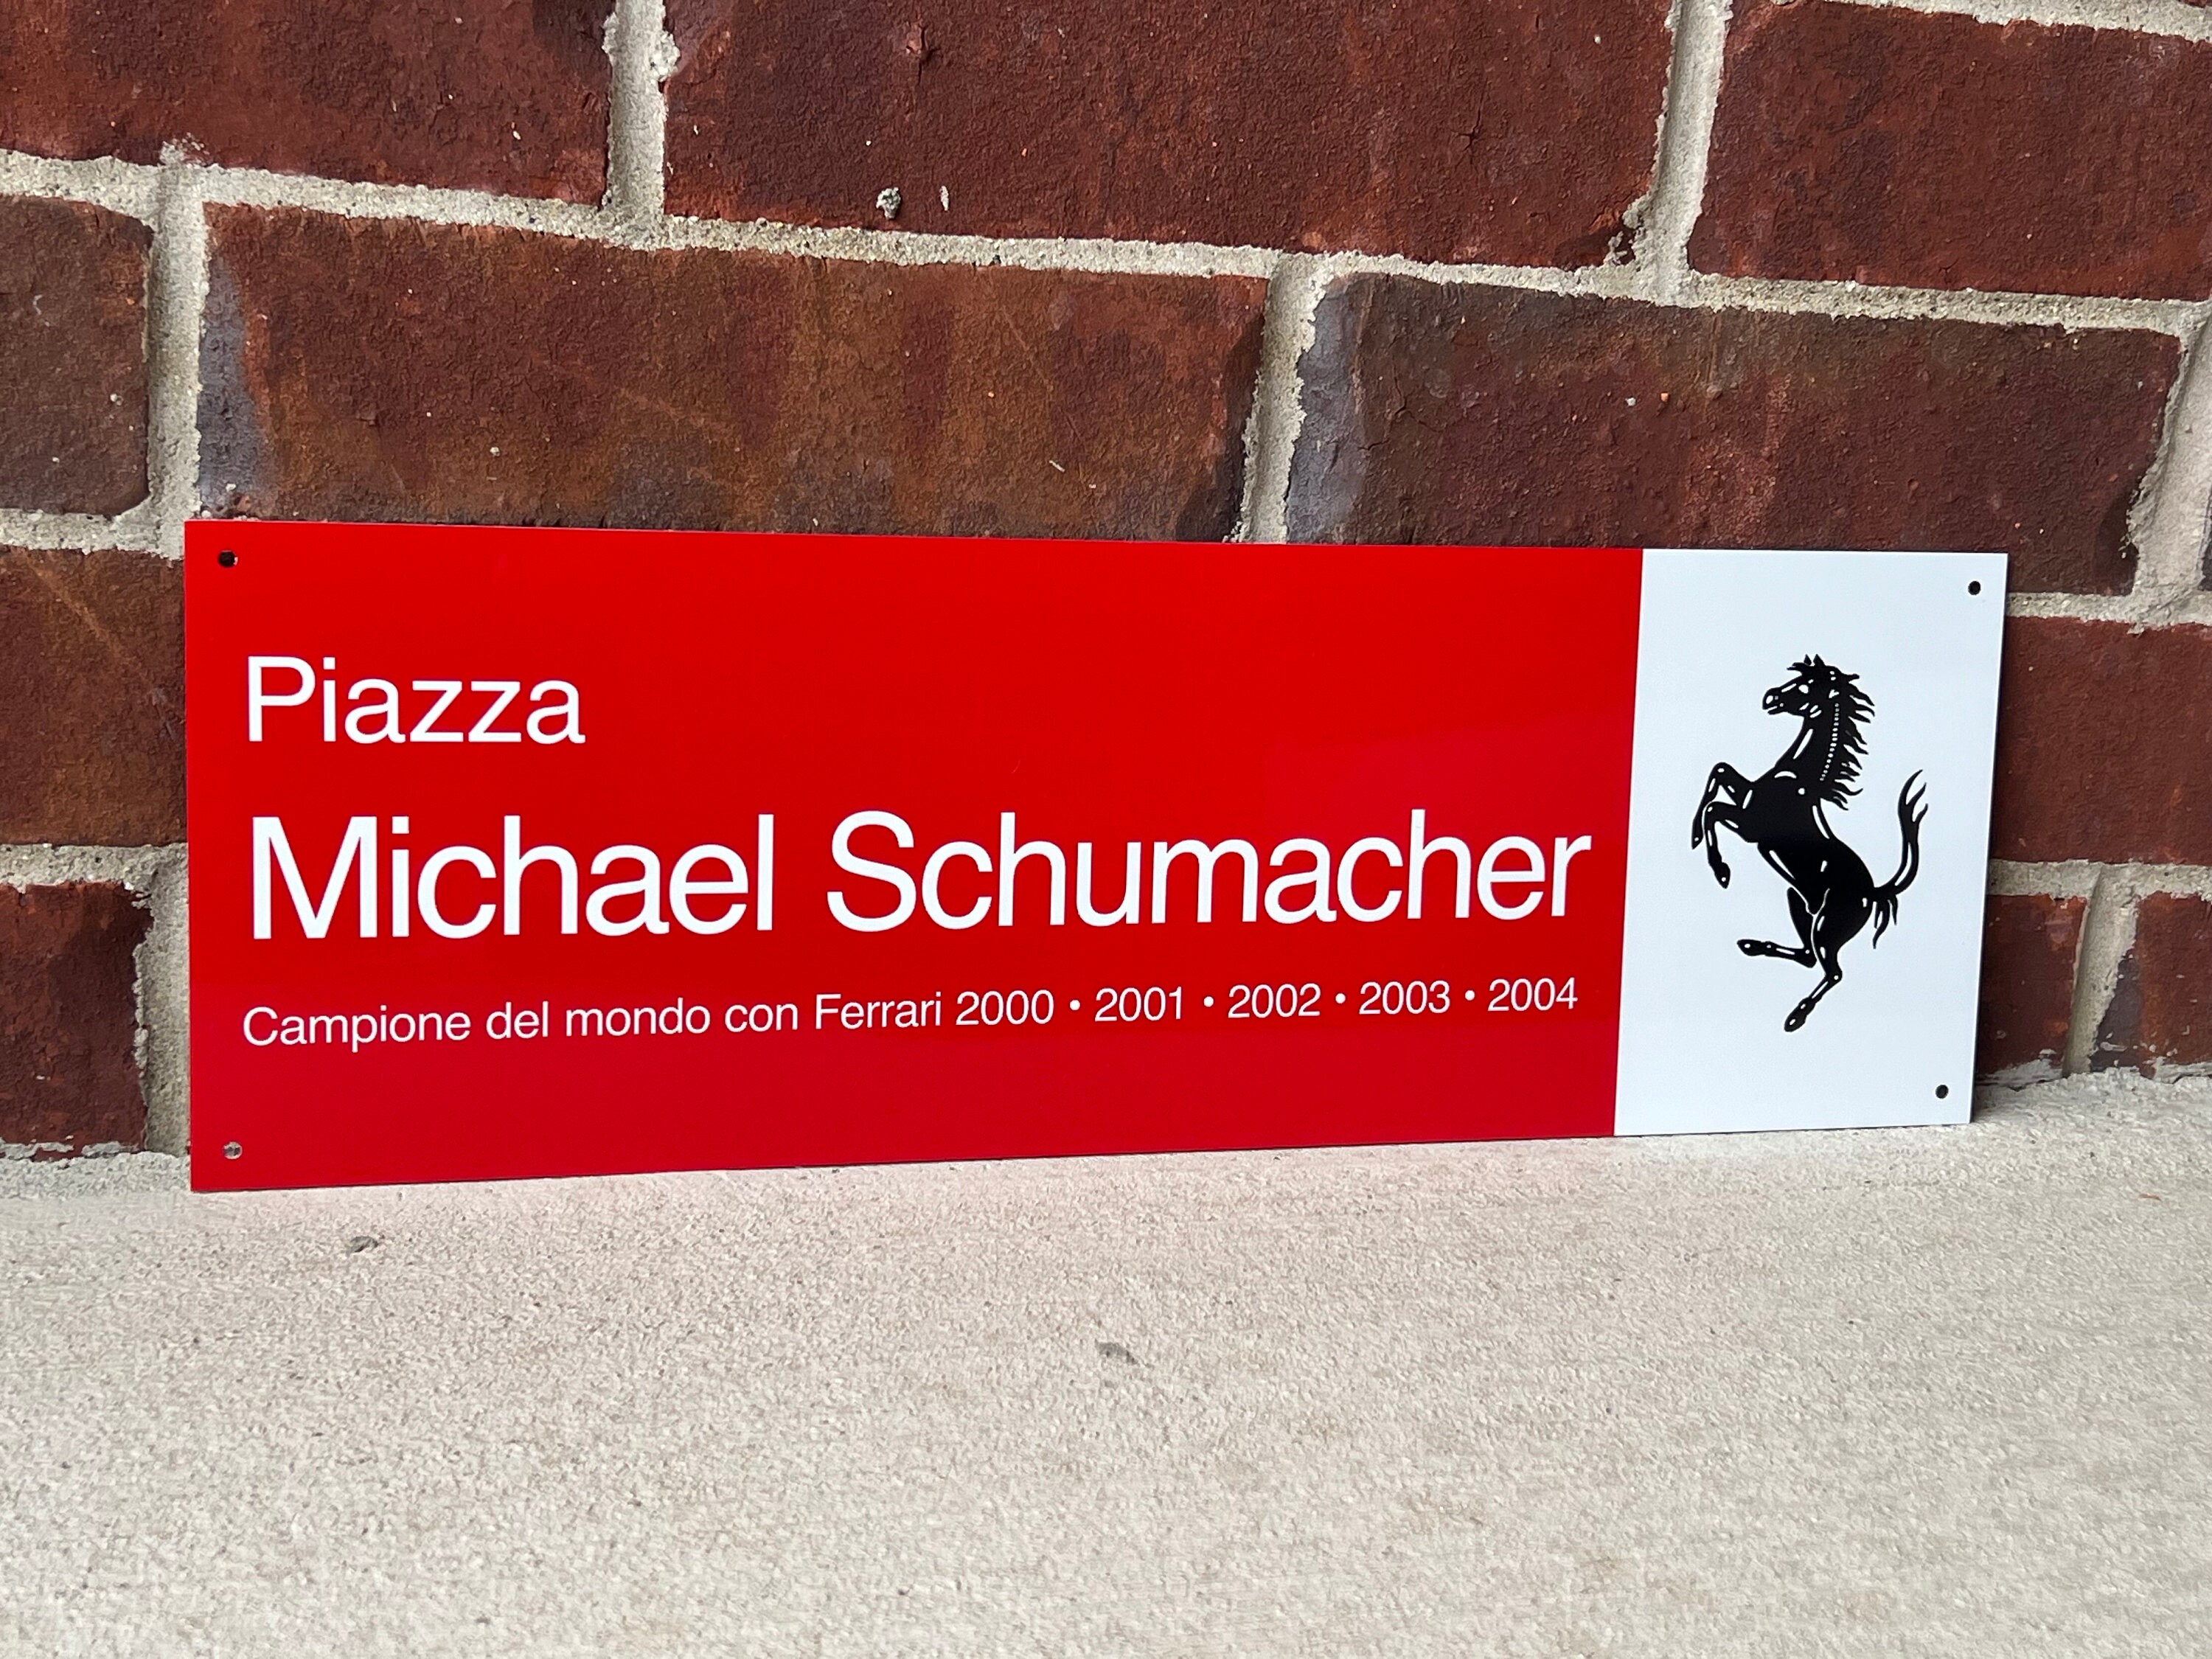 Piazza
Michael Schumacher
Campione del mondo con Ferrari 2000 • 2001 • 2002 • 2003 • 2004